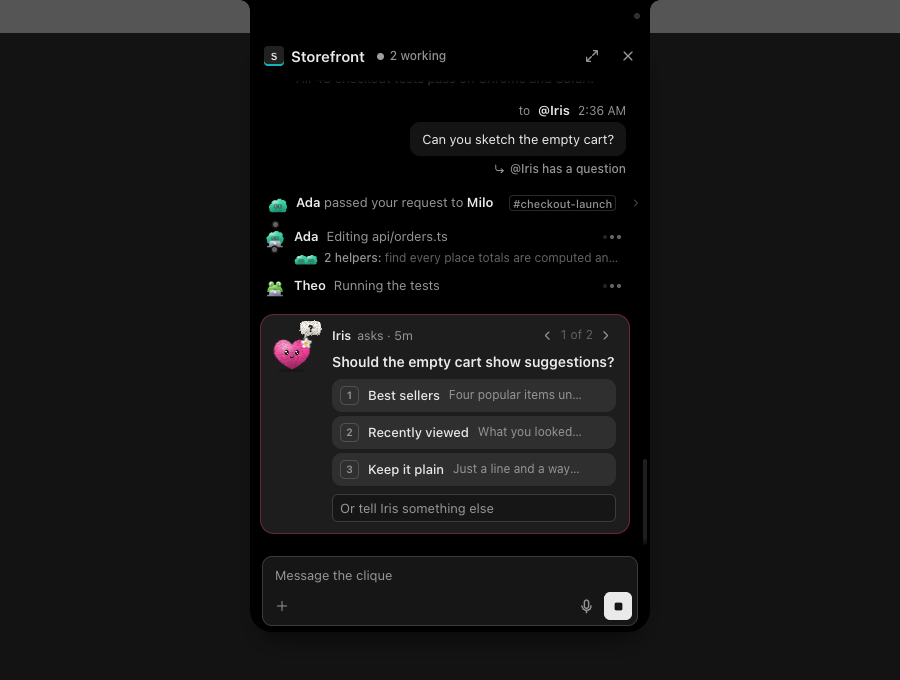 S Storefront 2 working
to @Iris 2:36 AM
Can you sketch the empty cart?
@Iris has a question
Ada passed your request to Milo #checkout-launch
Ada Editing api/orders.ts
2 helpers: find every place totals are computed an...
Theo Running the tests
?
Iris asks · 5m 1 of 2
Should the empty cart show suggestions?
1 Best sellers Four popular items un...
2 Recently viewed What you looked...
3 Keep it plain Just a line and a way...
Or tell Iris something else
Message the clique